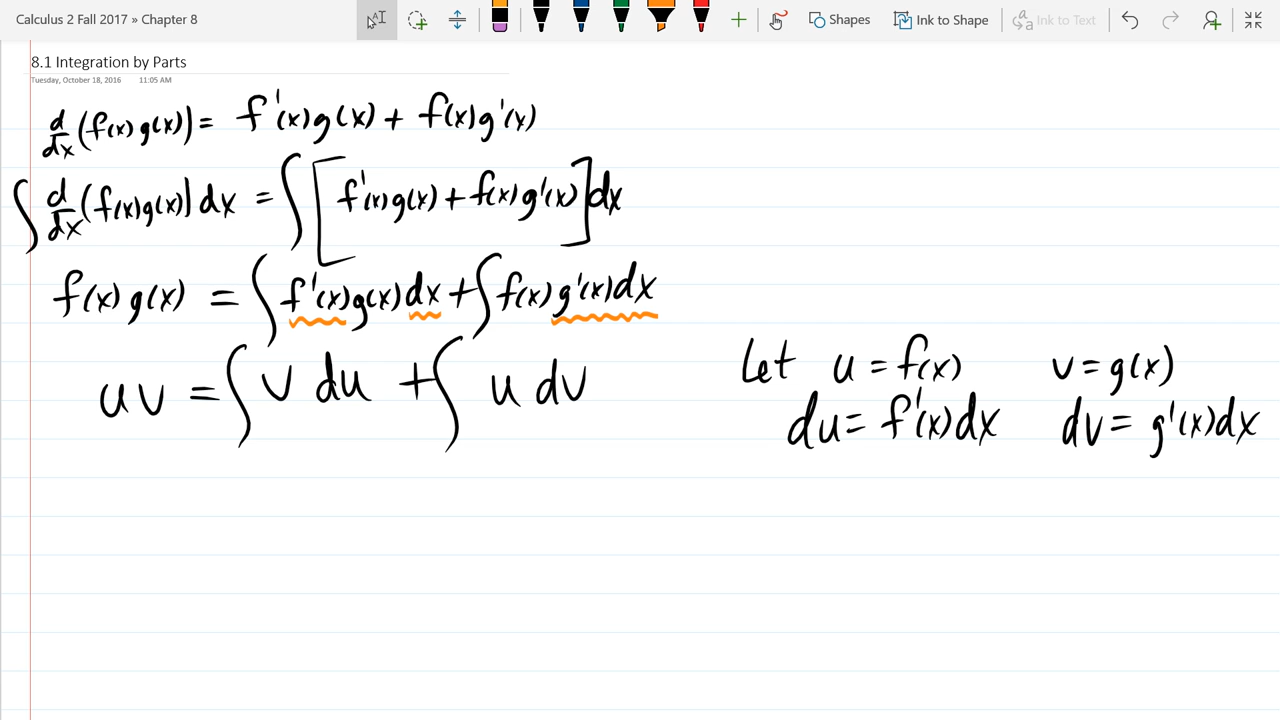 Calculus 2 Fall 2017 » Chapter 8
Shapes
Ink to Shape
Ink to Text
8.1 Integration by Parts
Tuesday, October 18, 2016 11:05 AM
d/dx (f(x) g(x)) = f'(x)g(x) + f(x)g'(x)
∫ d/dx (f(x)g(x)) dx = ∫ [f'(x)g(x) + f(x)g'(x)] dx
f(x) g(x) = ∫ f'(x)g(x) dx + ∫ f(x) g'(x) dx
uv = ∫ v du + ∫ u dv
Let u = f(x) v = g(x)
du = f'(x)dx dv = g'(x)dx